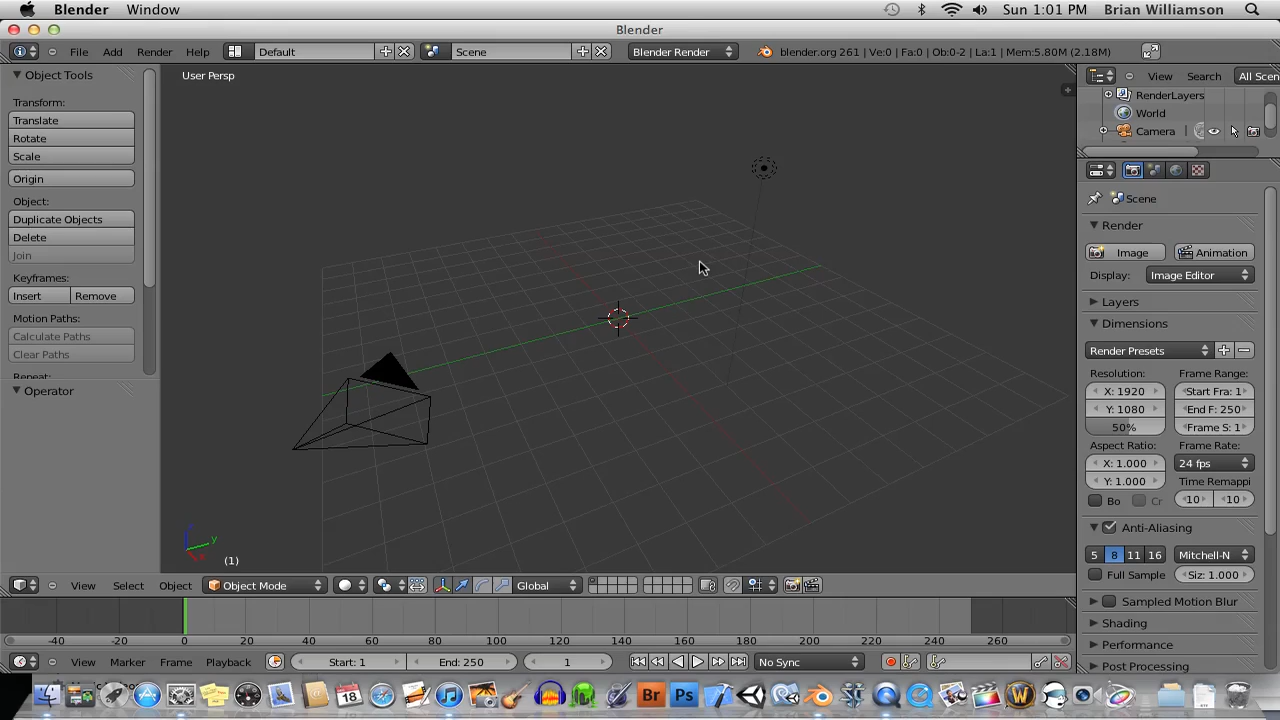 Blender Window Sun 1:01 PM Brian Williamson
Blender
File Add Render Help Default Scene Blender Render blender.org 261 | Ve:0 | Fa:0 | Ob:0-2 | La:1 | Mem:5.80M (2.18M)
Object Tools
Transform:
Translate
Rotate
Scale
Origin
Object:
Duplicate Objects
Delete
Join
Keyframes:
Insert Remove
Motion Paths:
Calculate Paths
Clear Paths
Repeat:
Operator
User Persp
y
(1)
View Search All Scen
RenderLayers
World
Camera
Scene
Render
Image Animation
Display: Image Editor
Layers
Dimensions
Render Presets
Resolution: Frame Range:
X: 1920 Start Fra: 1
Y: 1080 End F: 250
50% Frame S: 1
Aspect Ratio: Frame Rate:
X: 1.000 24 fps
Y: 1.000 Time Remappi
Bo Cr 10 10
Anti-Aliasing
5 8 11 16 Mitchell-N
Full Sample Siz: 1.000
Sampled Motion Blur
Shading
Performance
Post Processing
View Select Object Object Mode Global
-40 -20 0 20 40 60 80 100 120 140 160 180 200 220 240 260
View Marker Frame Playback Start: 1 End: 250 1 No Sync
18 Br Ps W